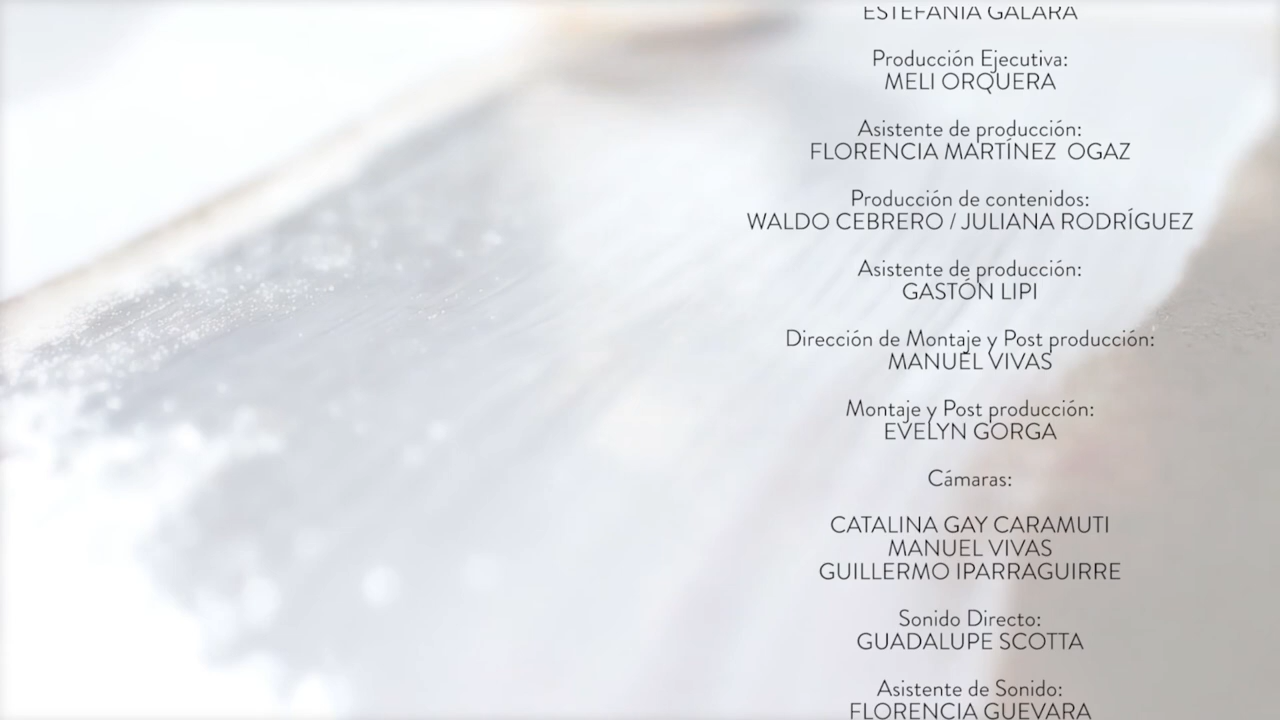 ESTEFANIA GALARA
Producción Ejecutiva:
MELI ORQUERA
Asistente de producción:
FLORENCIA MARTÍNEZ OGAZ
Producción de contenidos:
WALDO CEBRERO / JULIANA RODRÍGUEZ
Asistente de producción:
GASTÓN LIPI
Dirección de Montaje y Post producción:
MANUEL VIVAS
Montaje y Post producción:
EVELYN GORGA
Cámaras:
CATALINA GAY CARAMUTI
MANUEL VIVAS
GUILLERMO IPARRAGUIRRE
Sonido Directo:
GUADALUPE SCOTTA
Asistente de Sonido:
FLORENCIA GUEVARA